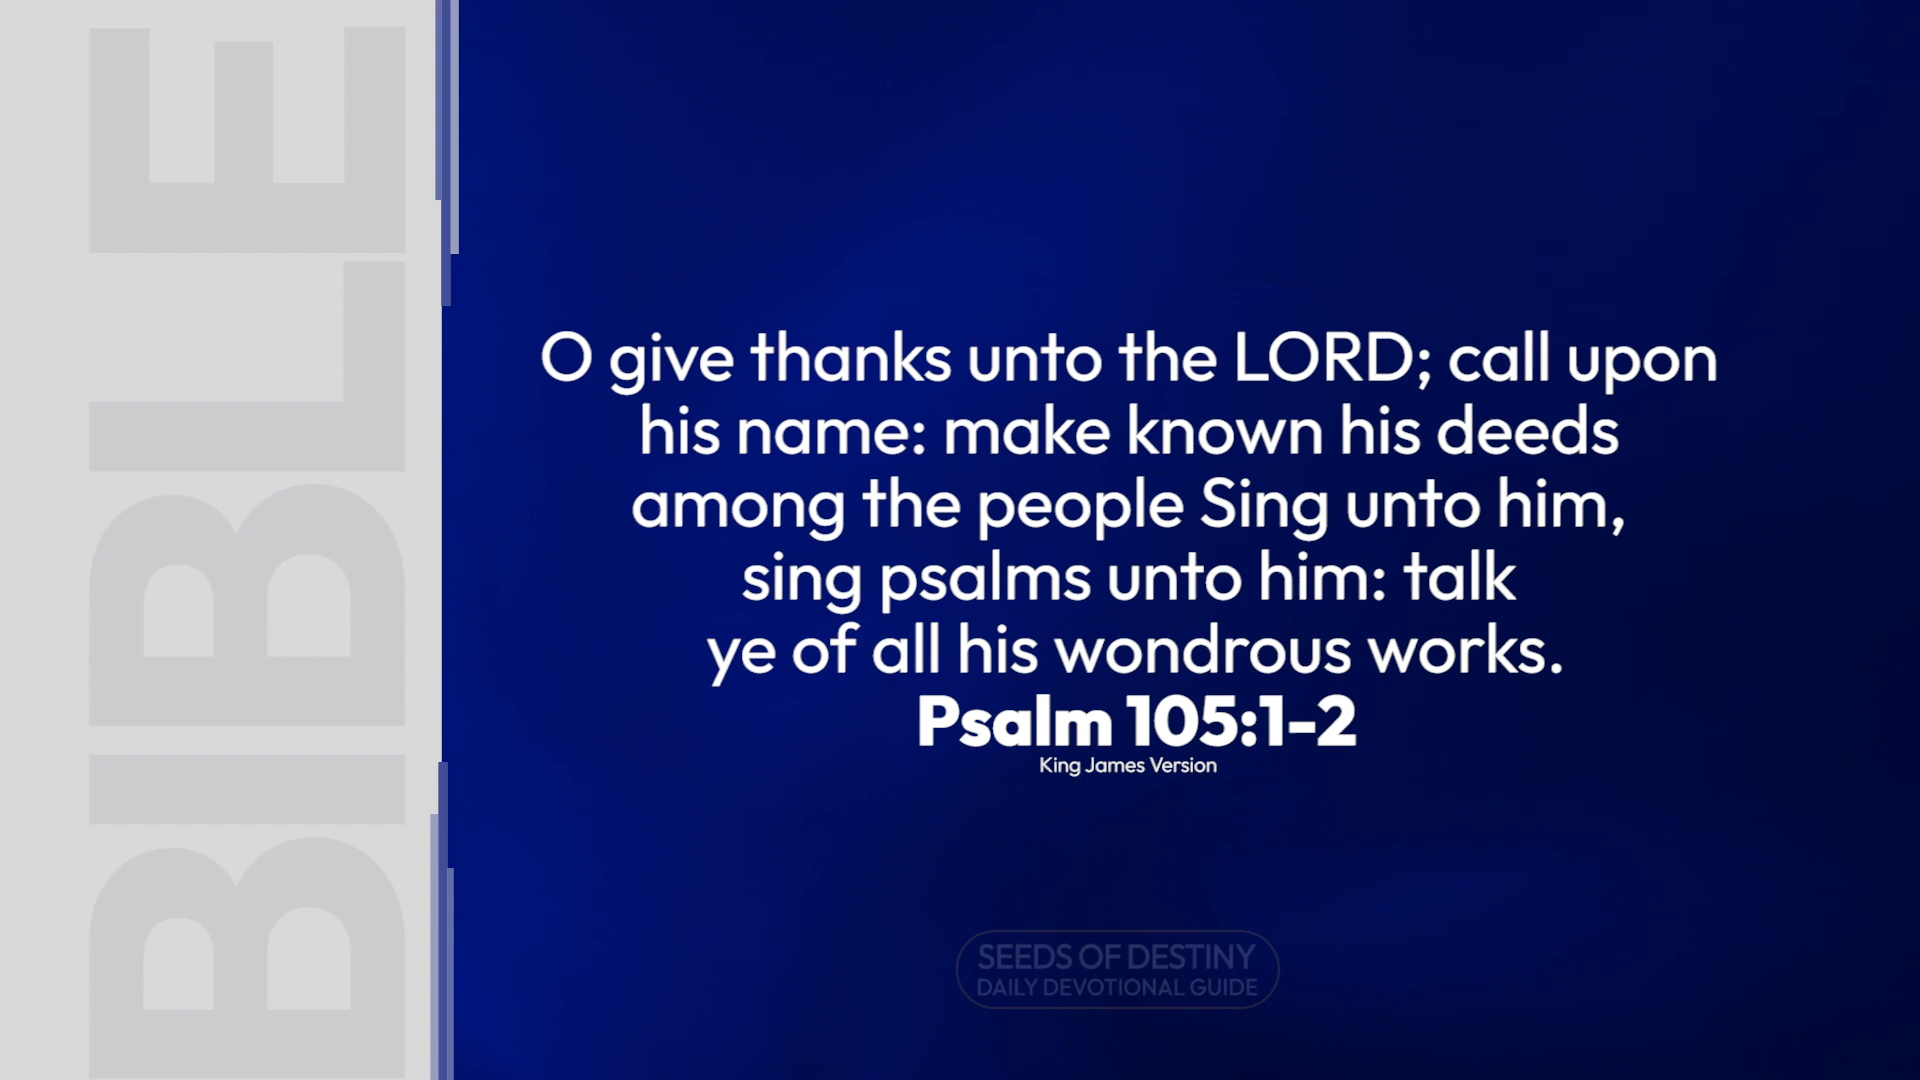 BIBLE
O give thanks unto the LORD; call upon
his name: make known his deeds
among the people Sing unto him,
sing psalms unto him: talk
ye of all his wondrous works.
Psalm 105:1-2
King James Version
SEEDS OF DESTINY
DAILY DEVOTIONAL GUIDE